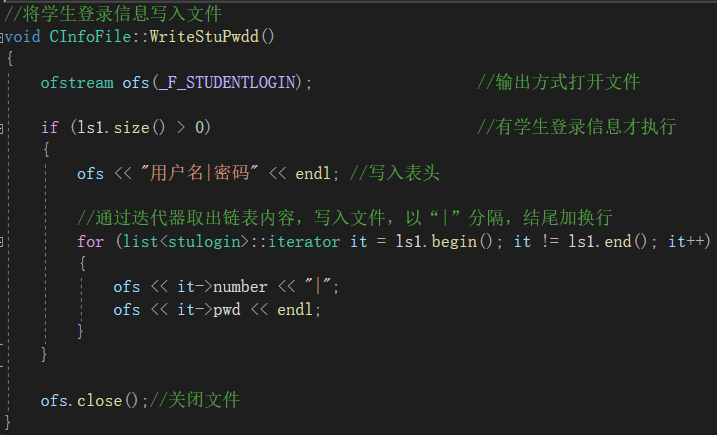 //将学生登录信息写入文件
void CInfoFile::WriteStuPwdd()
{
ofstream ofs(_F_STUDENTLOGIN); //输出方式打开文件
if (ls1.size() > 0) //有学生登录信息才执行
{
ofs << "用户名|密码" << endl; //写入表头
//通过迭代器取出链表内容，写入文件，以“|”分隔，结尾加换行
for (list<stulogin>::iterator it = ls1.begin(); it != ls1.end(); it++)
{
ofs << it->number << "|";
ofs << it->pwd << endl;
}
}
ofs.close();//关闭文件
}